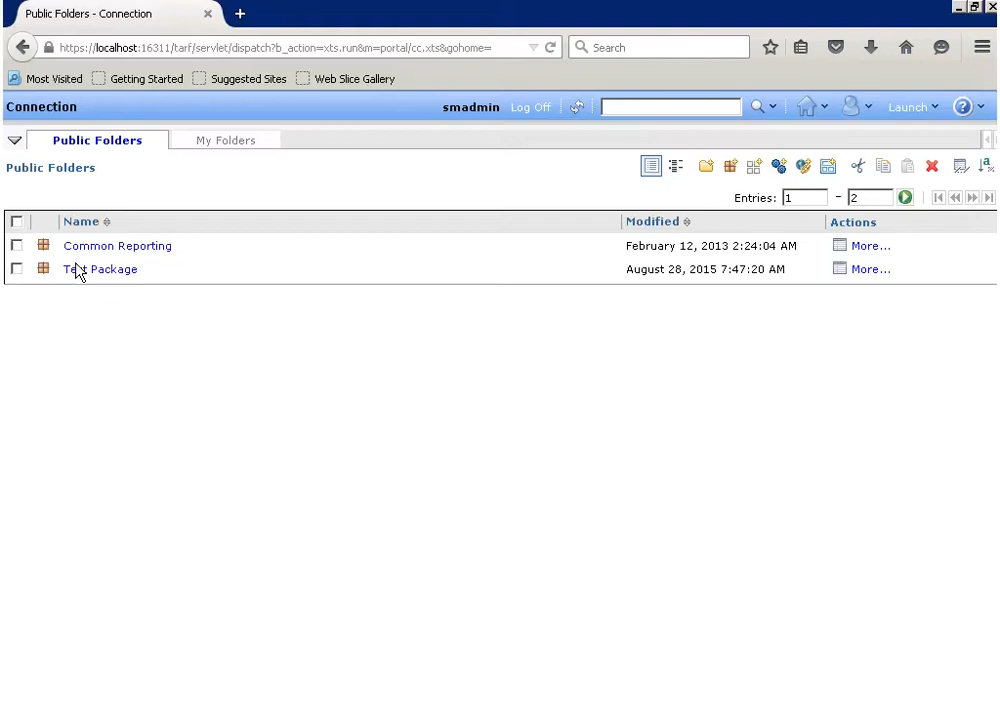 Public Folders - Connection
https://localhost:16311/tarf/servlet/dispatch?b_action=xts.run&m=portal/cc.xts&gohome=
Search
Most Visited Getting Started Suggested Sites Web Slice Gallery
Connection smadmin Log Off Launch
Public Folders My Folders
Public Folders
Entries: 1 - 2
Name Modified Actions
Common Reporting February 12, 2013 2:24:04 AM More...
Package August 28, 2015 7:47:20 AM More...